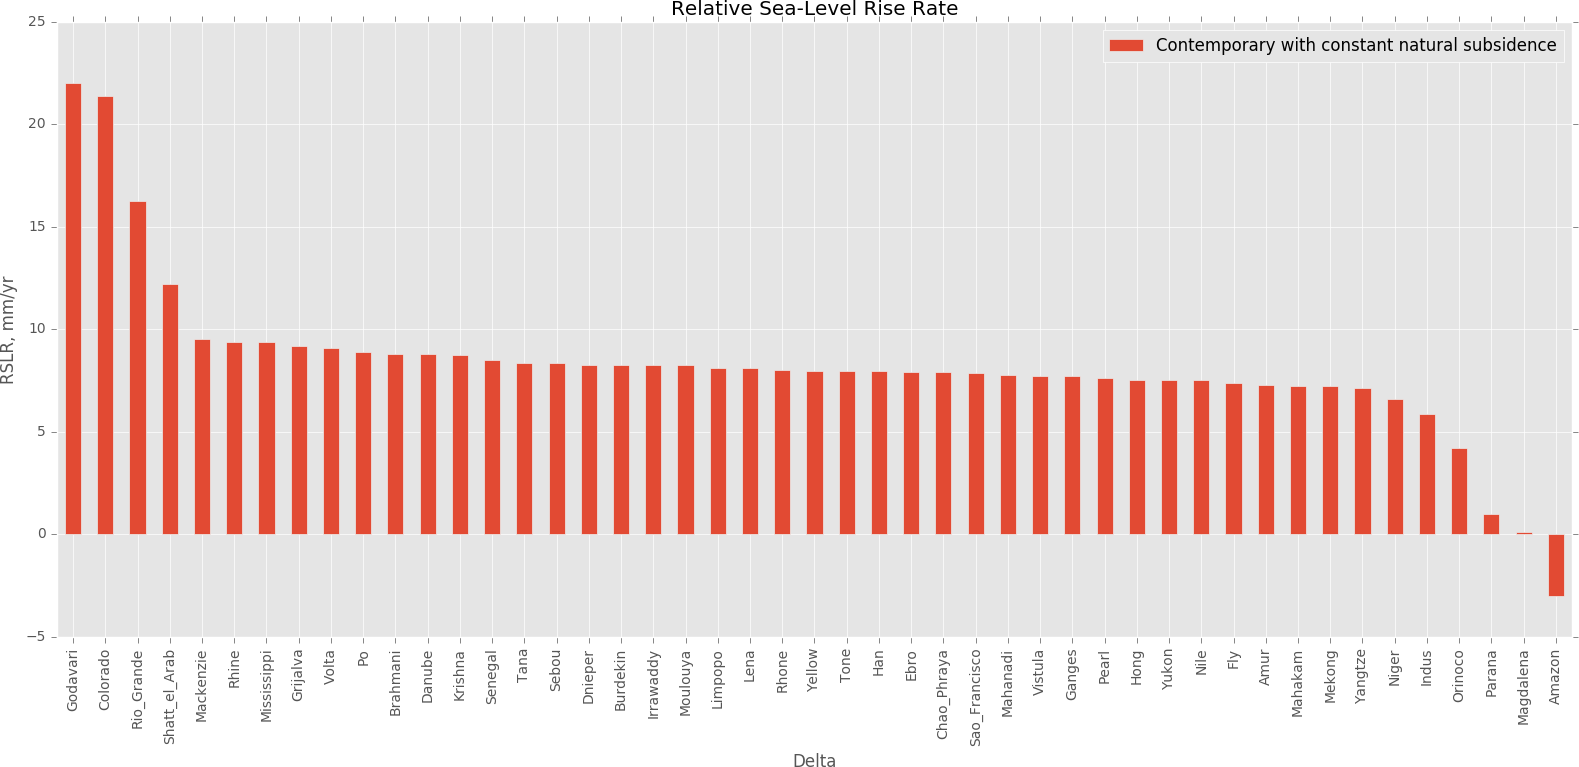 Relative Sea-Level Rise Rate
Contemporary with constant natural subsidence
RSLR, mm/yr
25
20
15
10
5
0
−5
Godavari
Colorado
Rio_Grande
Shatt_el_Arab
Mackenzie
Rhine
Mississippi
Grijalva
Volta
Po
Brahmani
Danube
Krishna
Senegal
Tana
Sebou
Dnieper
Burdekin
Irrawaddy
Moulouya
Limpopo
Lena
Rhone
Yellow
Tone
Han
Ebro
Chao_Phraya
Sao_Francisco
Mahanadi
Vistula
Ganges
Pearl
Hong
Yukon
Nile
Fly
Amur
Mahakam
Mekong
Yangtze
Niger
Indus
Orinoco
Parana
Magdalena
Amazon
Delta